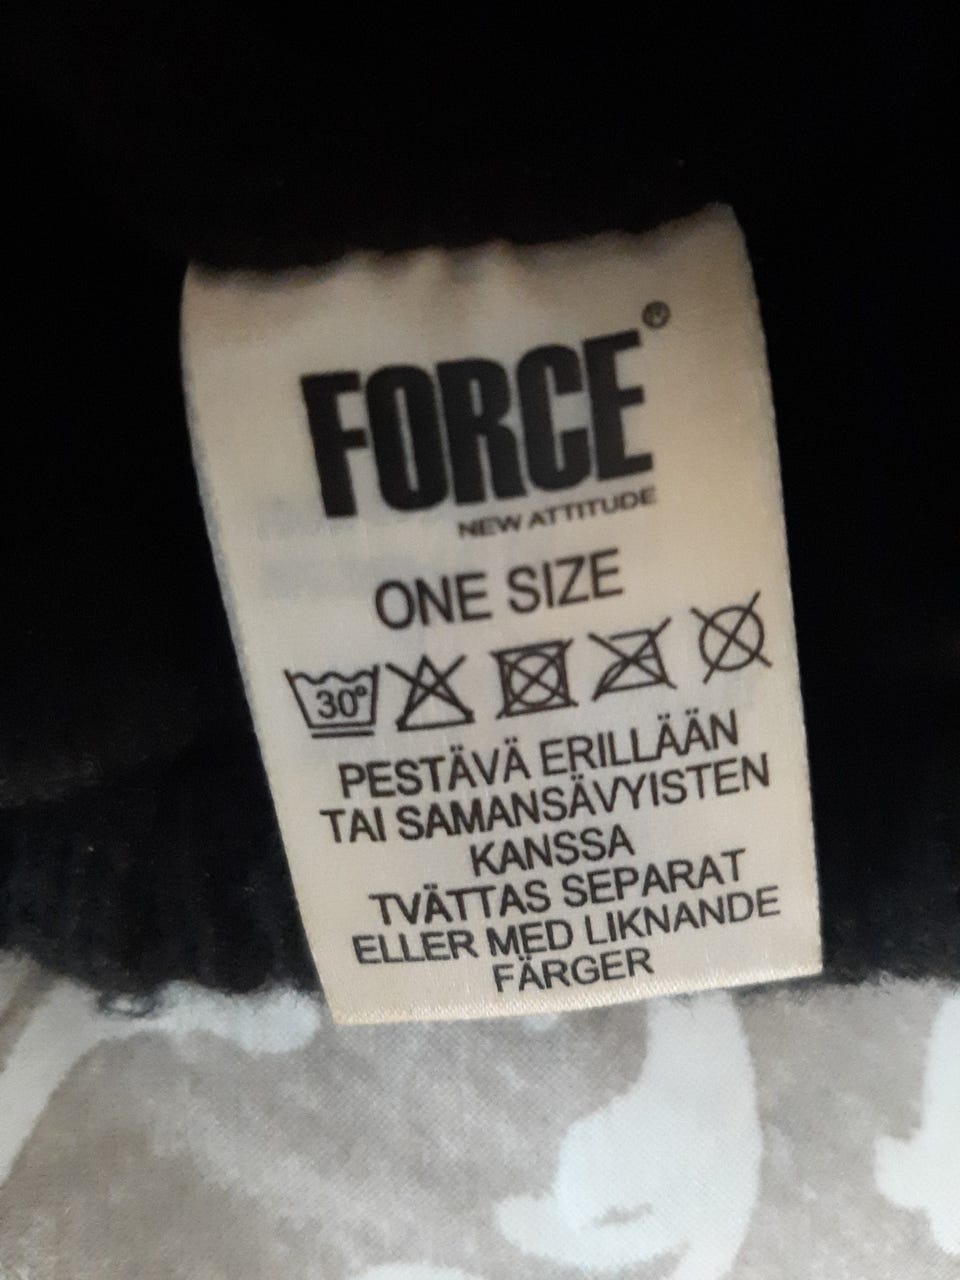 FORCE®
NEW ATTITUDE
ONE SIZE
30°
PESTÄVÄ ERILLÄÄN
TAI SAMANSÄVYISTEN
KANSSA
TVÄTTAS SEPARAT
ELLER MED LIKNANDE
FÄRGER